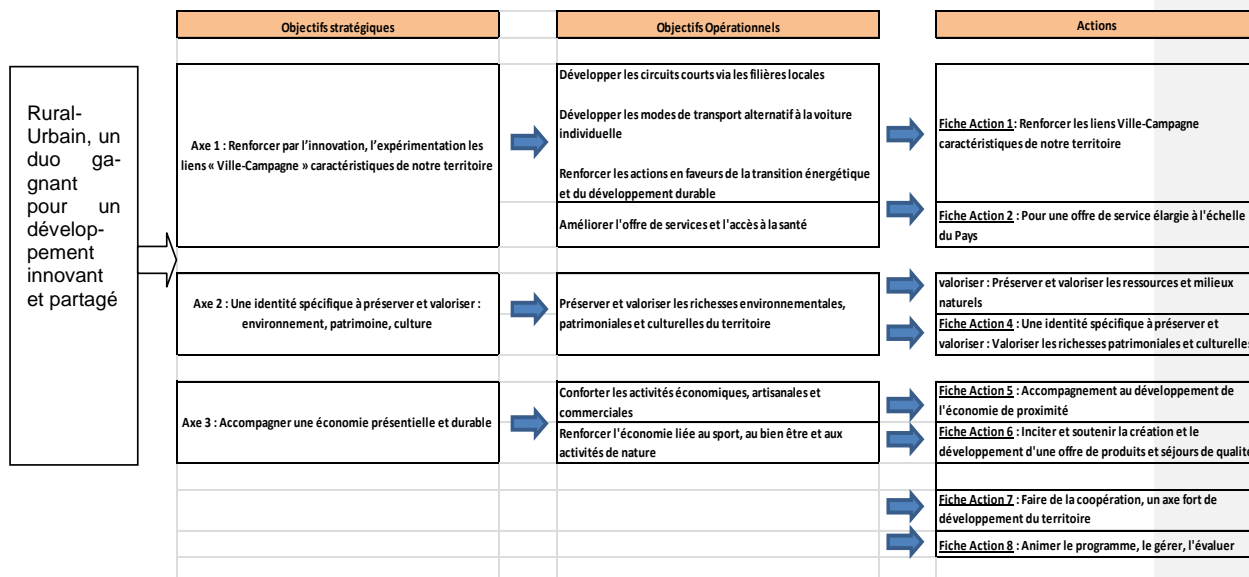 Objectifs stratégiques
Objectifs Opérationnels
Actions
Rural-
Urbain, un
duo ga-
gnant
pour un
dévelop-
pement
innovant
et partagé
Axe 1 : Renforcer par l'innovation, l'expérimentation les
liens « Ville-Campagne » caractéristiques de notre territoire
Développer les circuits courts via les filières locales
Développer les modes de transport alternatif à la voiture
individuelle
Renforcer les actions en faveurs de la transition énergétique
et du développement durable
Améliorer l'offre de services et l'accès à la santé
Fiche Action 1 : Renforcer les liens Ville-Campagne
caractéristiques de notre territoire
Fiche Action 2 : Pour une offre de service élargie à l'échelle
du Pays
Axe 2 : Une identité spécifique à préserver et valoriser :
environnement, patrimoine, culture
Préserver et valoriser les richesses environnementales,
patrimoniales et culturelles du territoire
valoriser : Préserver et valoriser les ressources et milieux
naturels
Fiche Action 4 : Une identité spécifique à préserver et
valoriser : Valoriser les richesses patrimoniales et culturelles
Axe 3 : Accompagner une économie présentielle et durable
Conforter les activités économiques, artisanales et
commerciales
Renforcer l'économie liée au sport, au bien être et aux
activités de nature
Fiche Action 5 : Accompagnement au développement de
l'économie de proximité
Fiche Action 6 : Inciter et soutenir la création et le
développement d'une offre de produits et séjours de qualité
Fiche Action 7 : Faire de la coopération, un axe fort de
développement du territoire
Fiche Action 8 : Animer le programme, le gérer, l'évaluer